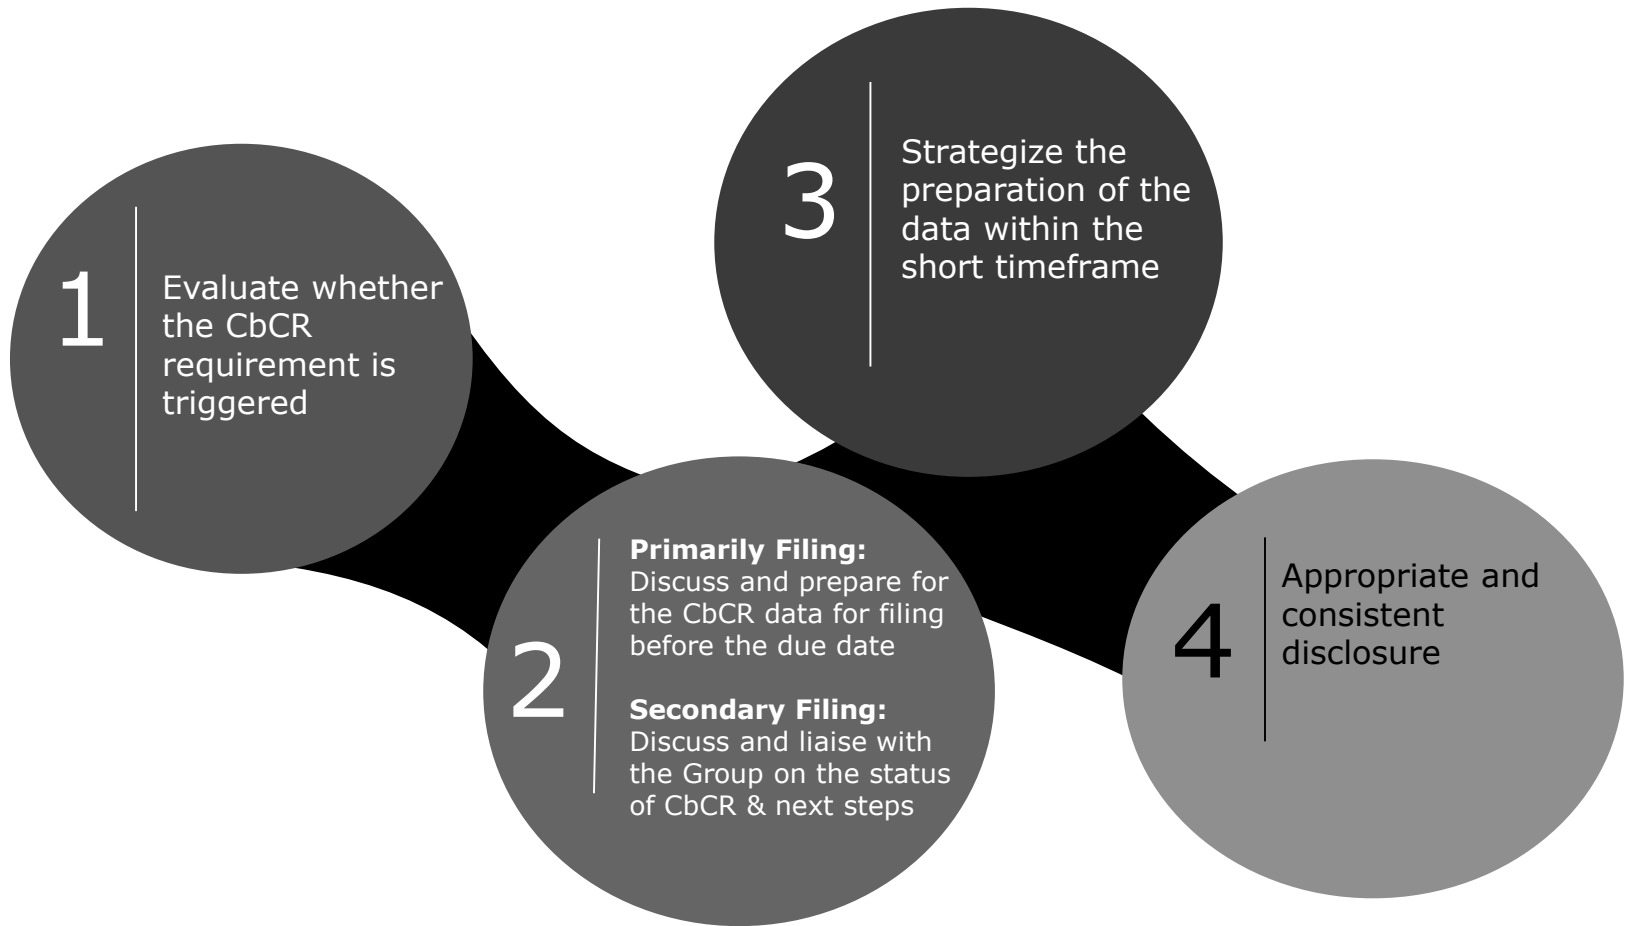 1
Evaluate whether
the CbCR
requirement is
triggered
2
Primarily Filing:
Discuss and prepare for
the CbCR data for filing
before the due date
Secondary Filing:
Discuss and liaise with
the Group on the status
of CbCR & next steps
3
Strategize the
preparation of the
data within the
short timeframe
4
Appropriate and
consistent
disclosure